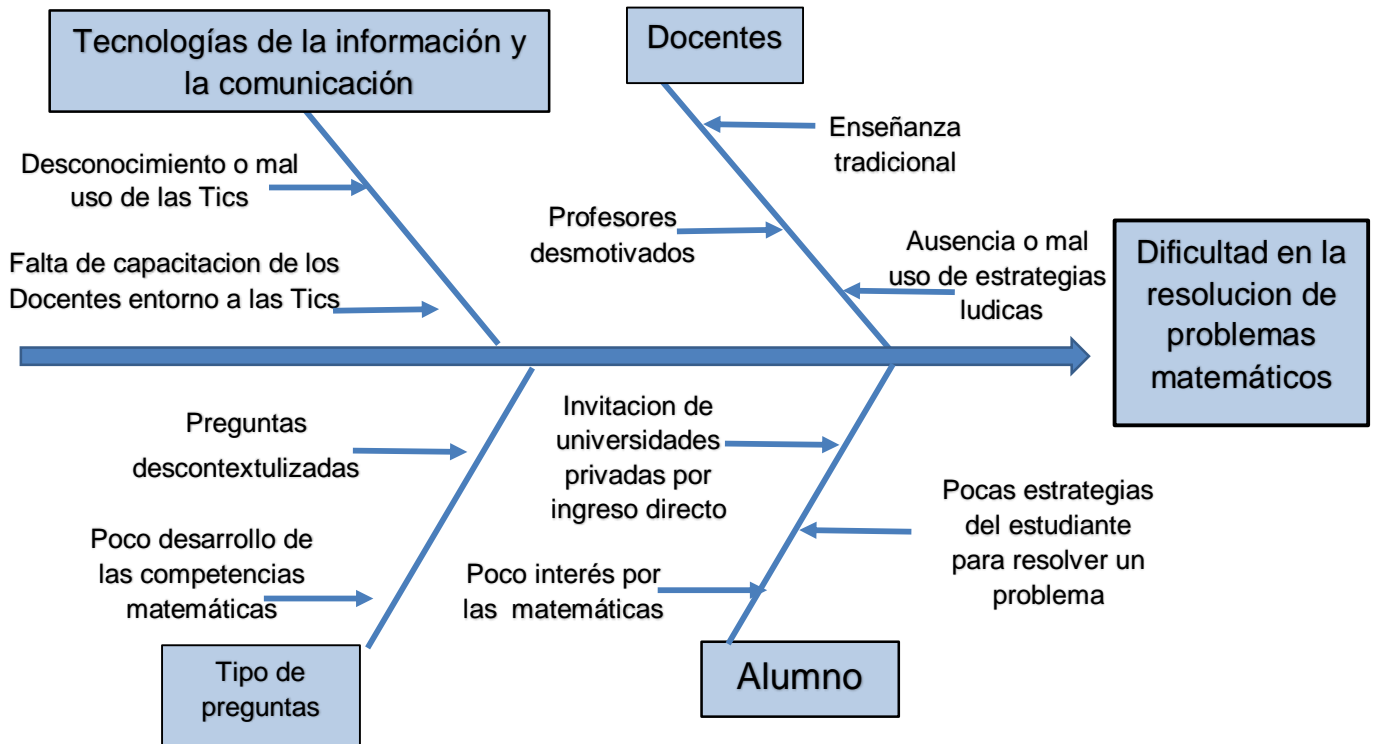 Tecnologías de la información y
la comunicación
Docentes
Enseñanza
tradicional
Desconocimiento o mal
uso de las Tics
Profesores
desmotivados
Ausencia o mal
uso de estrategias
ludicas
Falta de capacitacion de los
Docentes entorno a las Tics
Dificultad en la
resolucion de
problemas
matemáticos
Preguntas
descontextulizadas
Invitacion de
universidades
privadas por
ingreso directo
Pocas estrategias
del estudiante
para resolver un
problema
Poco desarrollo de
las competencias
matemáticas
Poco interés por
las matemáticas
Tipo de
preguntas
Alumno